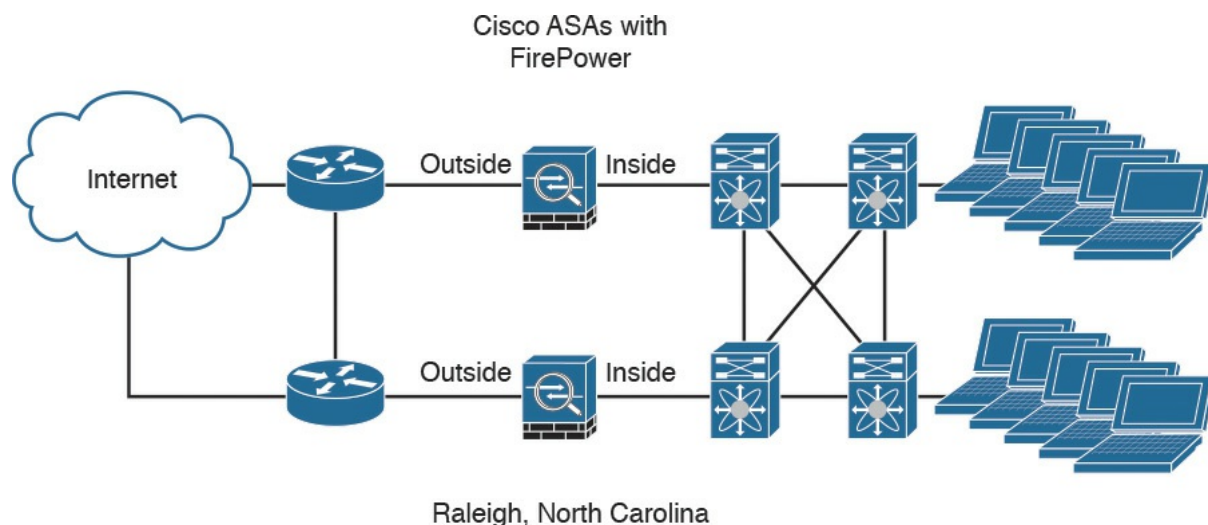 Cisco ASAs with
FirePower
Internet
Outside
Inside
Outside
Inside
Raleigh, North Carolina